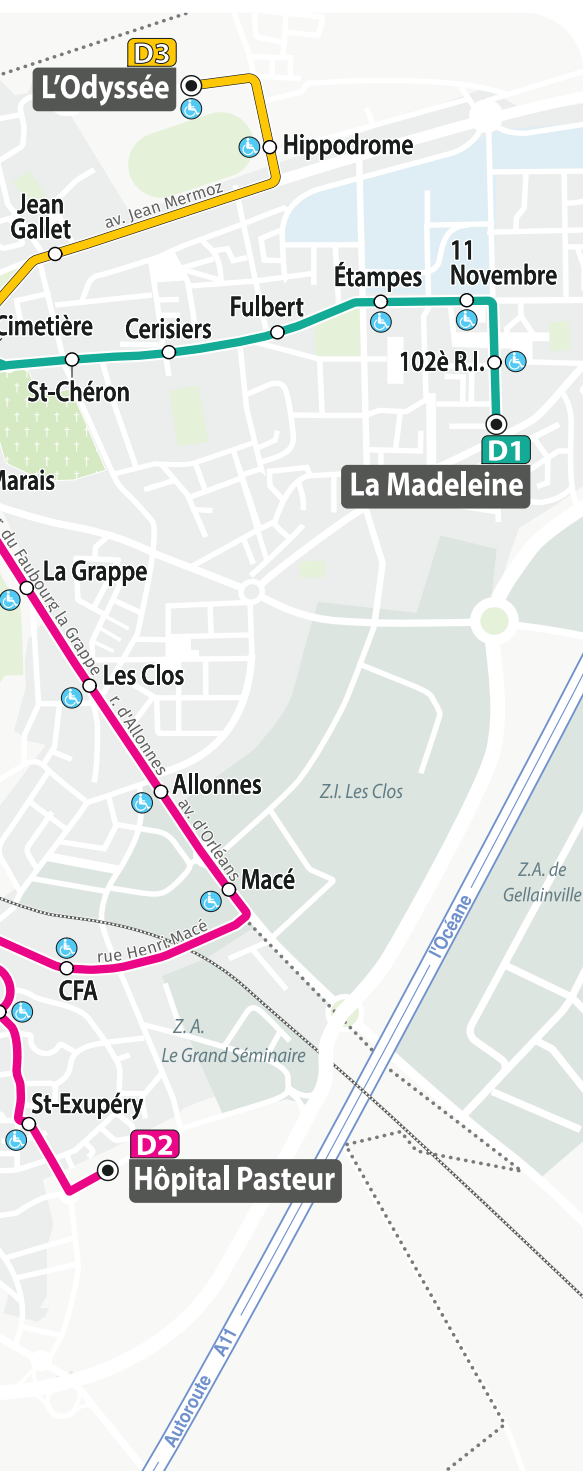 D3
L'Odyssée
Hippodrome
av. Jean Mermoz
Jean
Gallet
11
Novembre
Étampes
Fulbert
Cimetière
Cerisiers
102è R.I.
St-Chéron
D1
La Madeleine
Marais
r. du Faubourg la Grappe
La Grappe
Les Clos
r. d'Allonnes
Allonnes
Z.I. Les Clos
av. d'Orléans
Macé
Z.A. de
Gellainville
l'Océane
rue Henri Macé
CFA
Z. A.
Le Grand Séminaire
St-Exupéry
D2
Hôpital Pasteur
Autoroute A11